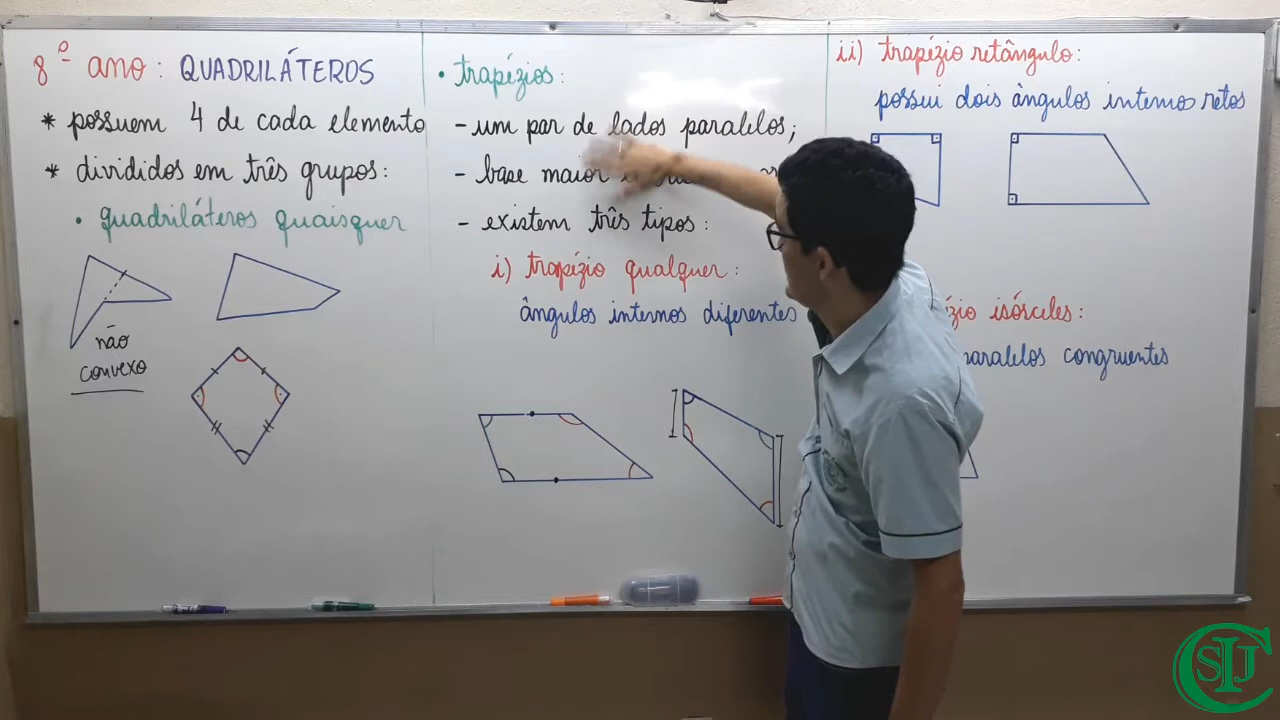 8º ano: QUADRILÁTEROS
* possuem 4 de cada elemento
* divididos em três grupos:
• quadriláteros quaisquer
não
convexo
• trapézios:
- um par de lados paralelos;
- base maior
- existem três tipos:
i) trapézio qualquer:
ângulos internos diferentes
ii) trapézio retângulo:
possui dois ângulos internos retos
isósceles:
paralelos congruentes
CSIJ